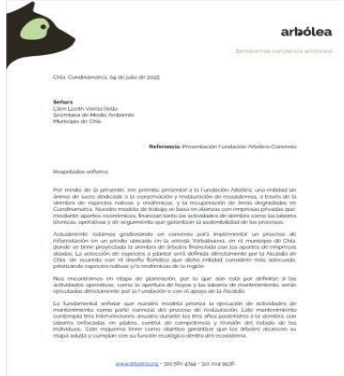 arbólea
Sembramos conciencia ambiental
Chía, Cundinamarca, 04 de julio de 2025
Señora
Secretaria de Medio Ambiente
Municipio de Chía
Referencia: Presentación Fundación Arbólea-Convenio
Respetados señores:
Por medio de la presente, me permito presentar a la Fundación Arbólea, una entidad sin
ánimo de lucro dedicada a la conservación y restauración de ecosistemas, a través de la
siembra de especies nativas y endémicas, y la recuperación de áreas degradadas en
Cundinamarca. Nuestro modelo de trabajo se basa en alianzas con empresas privadas que,
mediante aportes económicos, financian tanto las actividades de siembra como las labores
técnicas, operativas y de seguimiento que garantizan la sostenibilidad de los procesos.
Actualmente estamos gestionando un convenio para implementar un proceso de
reforestación en un predio ubicado en la vereda Yerbabuena, en el municipio de Chía,
donde se tiene proyectada la siembra de árboles financiada con los aportes de empresas
aliadas. La selección de especies a plantar será definida directamente por la Alcaldía de
Chía, de acuerdo con el diseño florístico que dicha entidad considere más adecuado,
priorizando especies nativas y/o endémicas de la región.
Nos encontramos en etapa de planeación, por lo que aún está por definirse si las
actividades operativas, como la apertura de hoyos y las labores de mantenimiento, serán
ejecutadas directamente por la Fundación o con el apoyo de la Alcaldía.
Es fundamental señalar que nuestro modelo prioriza la ejecución de actividades de
mantenimiento como parte esencial del proceso de restauración. Este mantenimiento
contempla tres intervenciones anuales durante los tres años posteriores a la siembra, con
labores enfocadas en plateo, control de competencia y revisión del estado de los
individuos. Este esquema tiene como objetivo garantizar que los árboles alcancen su
etapa adulta y cumplan con su función ecológica dentro del ecosistema.